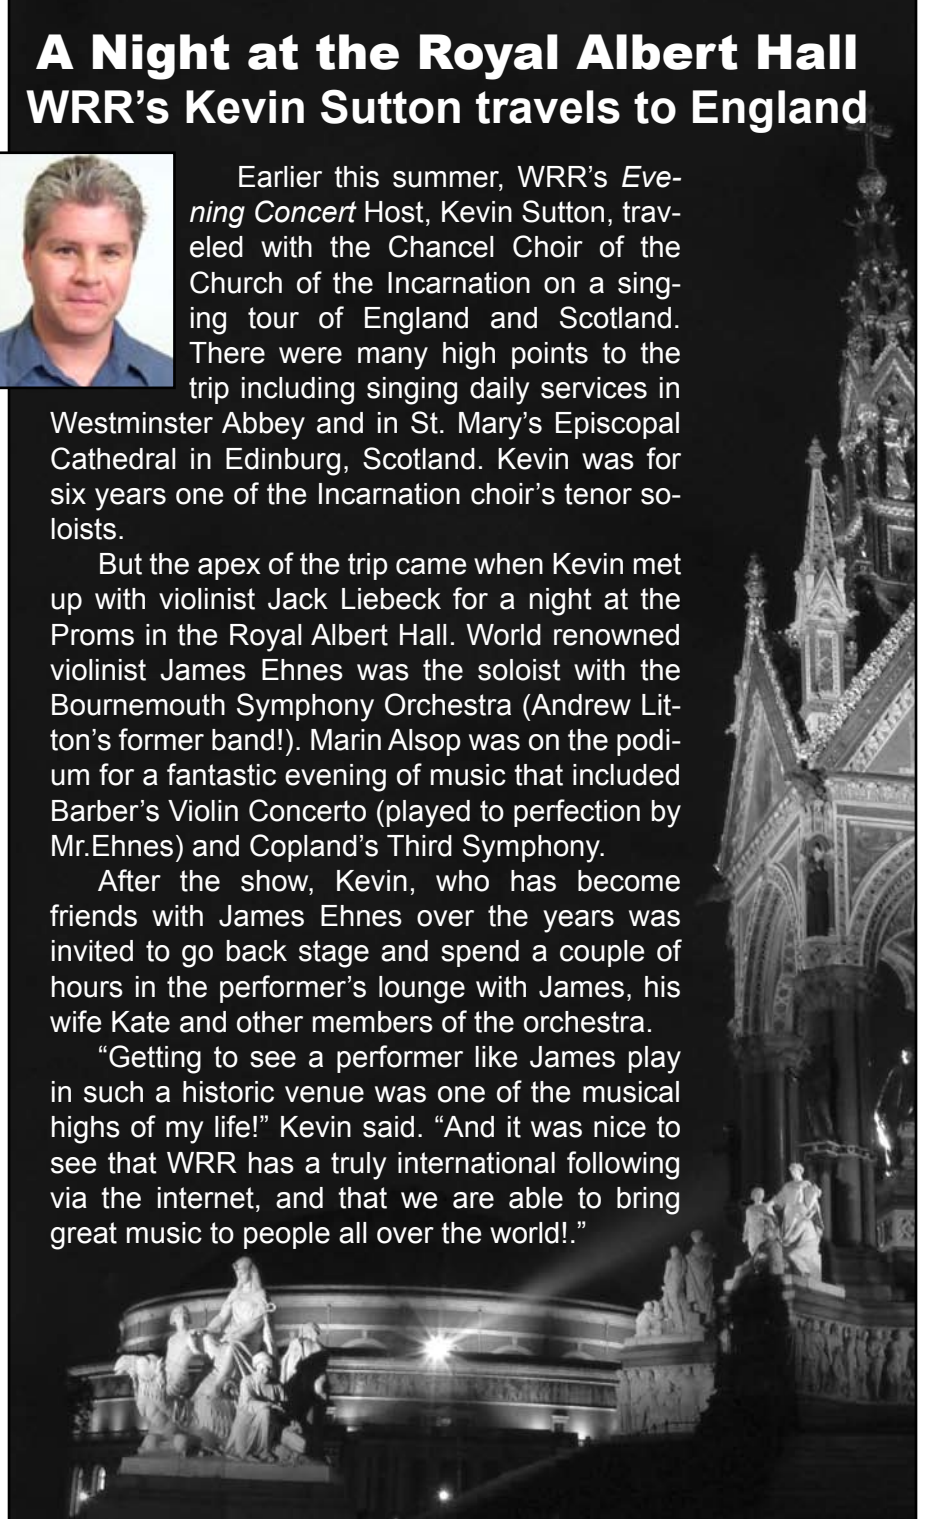 A Night at the Royal Albert Hall
WRR’s Kevin Sutton travels to England
Earlier this summer, WRR’s Eve-
ning Concert Host, Kevin Sutton, trav-
eled with the Chancel Choir of the
Church of the Incarnation on a sing-
ing tour of England and Scotland.
There were many high points to the
trip including singing daily services in
Westminster Abbey and in St. Mary’s Episcopal
Cathedral in Edinburg, Scotland. Kevin was for
six years one of the Incarnation choir’s tenor so-
loists.
But the apex of the trip came when Kevin met
up with violinist Jack Liebeck for a night at the
Proms in the Royal Albert Hall. World renowned
violinist James Ehnes was the soloist with the
Bournemouth Symphony Orchestra (Andrew Lit-
ton’s former band!). Marin Alsop was on the podi-
um for a fantastic evening of music that included
Barber’s Violin Concerto (played to perfection by
Mr.Ehnes) and Copland’s Third Symphony.
After the show, Kevin, who has become
friends with James Ehnes over the years was
invited to go back stage and spend a couple of
hours in the performer’s lounge with James, his
wife Kate and other members of the orchestra.
“Getting to see a performer like James play
in such a historic venue was one of the musical
highs of my life!” Kevin said. “And it was nice to
see that WRR has a truly international following
via the internet, and that we are able to bring
great music to people all over the world!.”